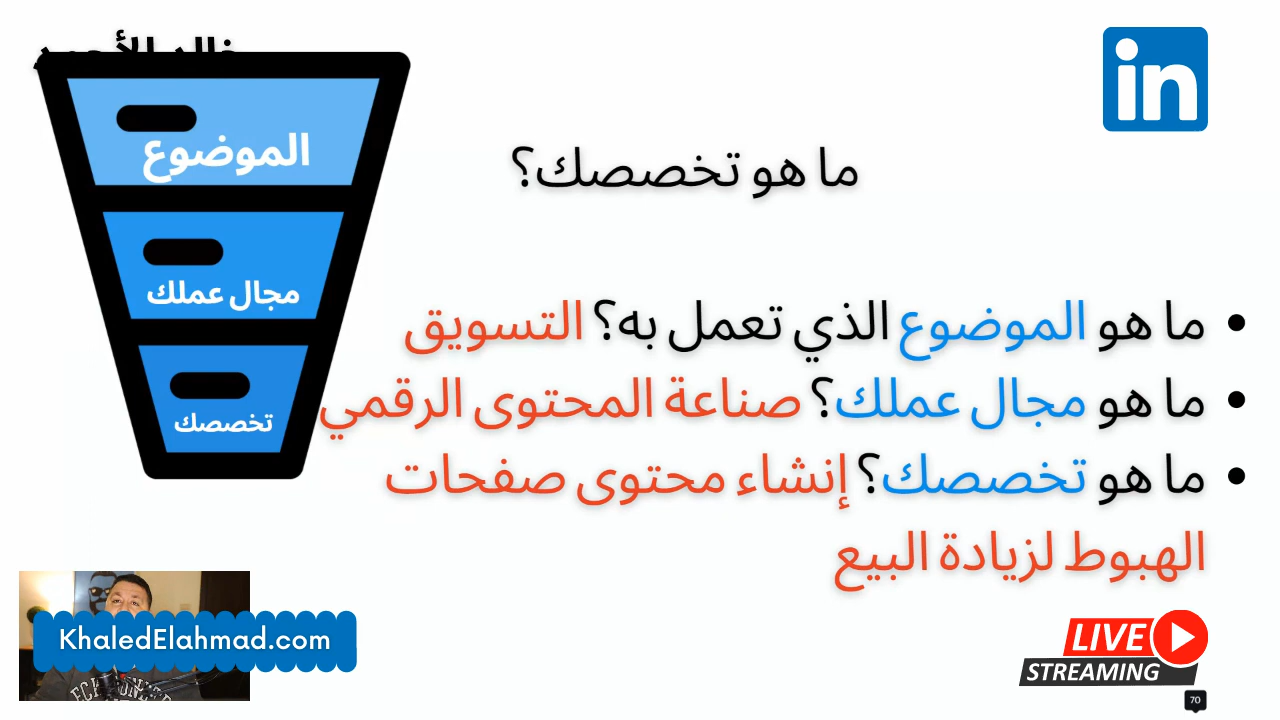 in
الموضوع
مجال عملك
تخصصك
ما هو تخصصك؟
ما هو الموضوع الذي تعمل به؟ التسويق
ما هو مجال عملك؟ صناعة المحتوى الرقمي
ما هو تخصصك؟ إنشاء محتوى صفحات
الهبوط لزيادة البيع
KhaledElahmad.com
LIVE
STREAMING
70